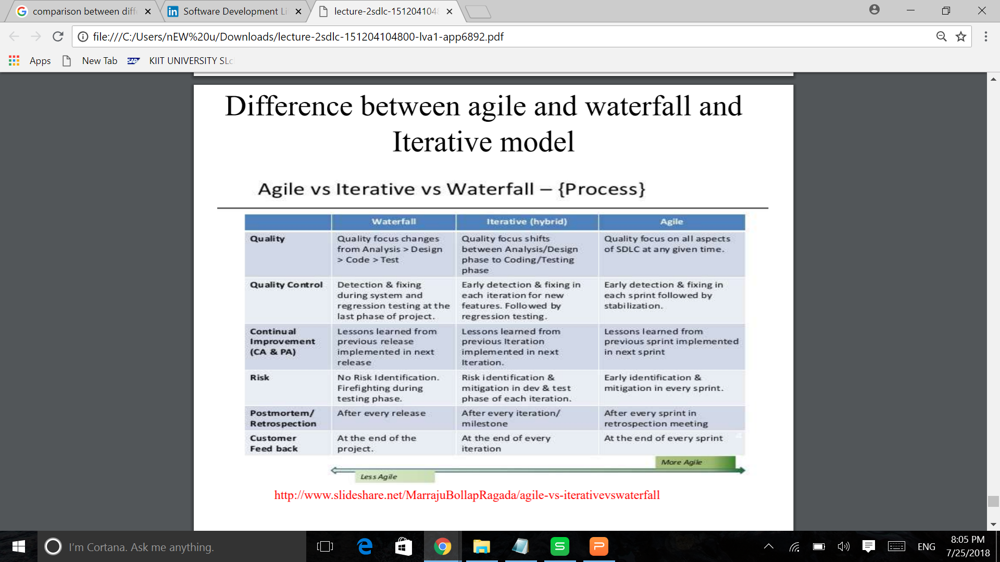 comparison between diff
Software Development Li
lecture-2sdlc-151204104
file:///C:/Users/nEW%20u/Downloads/lecture-2sdlc-151204104800-lva1-app6892.pdf
Apps
New Tab
SAP
KIIT UNIVERSITY SLc
Difference between agile and waterfall and
Iterative model
Agile vs Iterative vs Waterfall – {Process}
Waterfall
Iterative (hybrid)
Agile
Quality
Quality focus changes
from Analysis > Design
> Code > Test
Quality focus shifts
between Analysis/Design
phase to Coding/Testing
phase
Quality focus on all aspects
of SDLC at any given time.
Quality Control
Detection & fixing
during system and
regression testing at the
last phase of project.
Early detection & fixing in
each iteration for new
features. Followed by
regression testing.
Early detection & fixing in
each sprint followed by
stabilization.
Continual
Improvement
(CA & PA)
Lessons learned from
previous release
implemented in next
release
Lessons learned from
previous Iteration
implemented in next
Iteration.
Lessons learned from
previous sprint implemented
in next sprint
Risk
No Risk Identification.
Firefighting during
testing phase.
Risk identification &
mitigation in dev & test
phase of each iteration.
Early identification &
mitigation in every sprint.
Postmortem/
Retrospection
After every release
After every iteration/
milestone
After every sprint in
retrospection meeting
Customer
Feed back
At the end of the
project.
At the end of every
iteration
At the end of every sprint
More Agile
Less Agile
http://www.slideshare.net/MarrajuBollapRagada/agile-vs-iterativevswaterfall
I'm Cortana. Ask me anything.
ENG
8:05 PM
7/25/2018